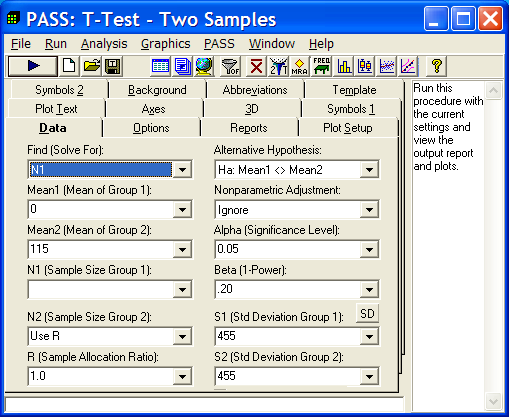 PASS: T-Test - Two Samples
File Run Analysis Graphics PASS Window Help
OOF MRA FREQ ?
Symbols 2 Background Abbreviations Template
Plot Text Axes 3D Symbols 1
Data Options Reports Plot Setup
Find (Solve For): Alternative Hypothesis:
N1 Ha: Mean1 <> Mean2
Mean1 (Mean of Group 1): Nonparametric Adjustment:
0 Ignore
Mean2 (Mean of Group 2): Alpha (Significance Level):
115 0.05
N1 (Sample Size Group 1): Beta (1-Power):
.20
SD
N2 (Sample Size Group 2): S1 (Std Deviation Group 1):
Use R 455
R (Sample Allocation Ratio): S2 (Std Deviation Group 2):
1.0 455
Run this
procedure with
the current
settings and
view the
output report
and plots.